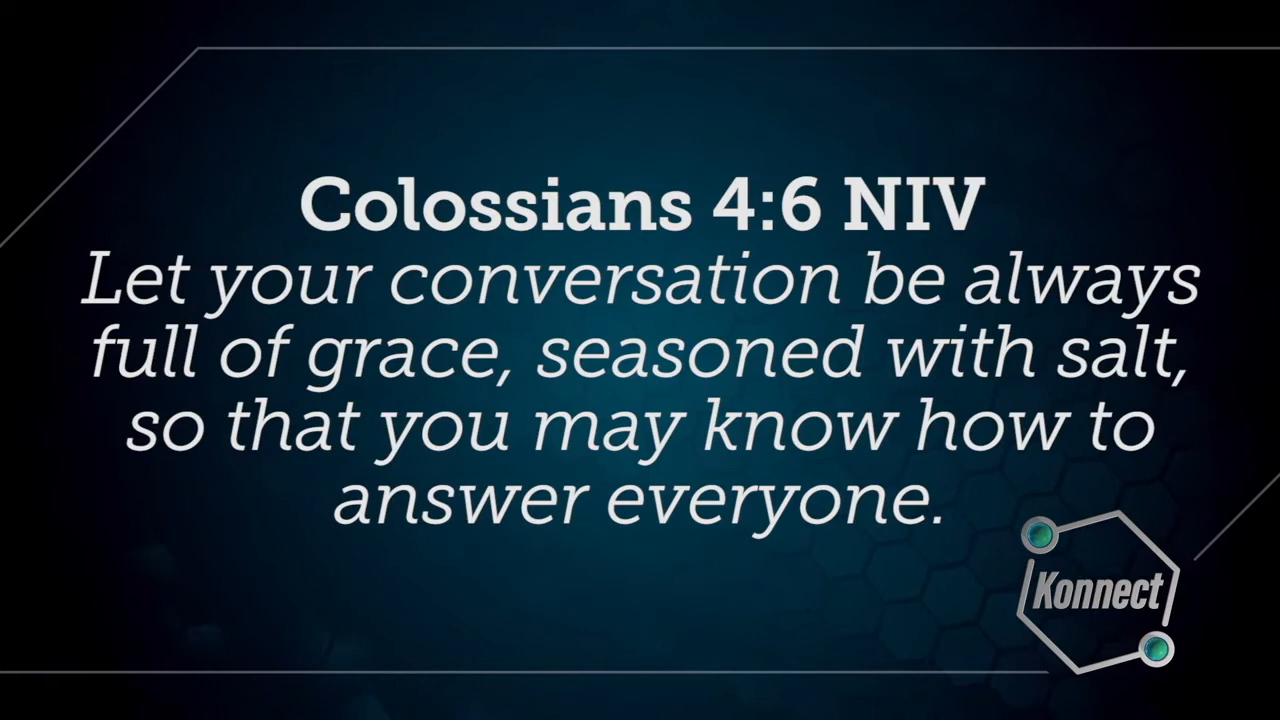 Colossians 4:6 NIV
Let your conversation be always
full of grace, seasoned with salt,
so that you may know how to
answer everyone.
Konnect